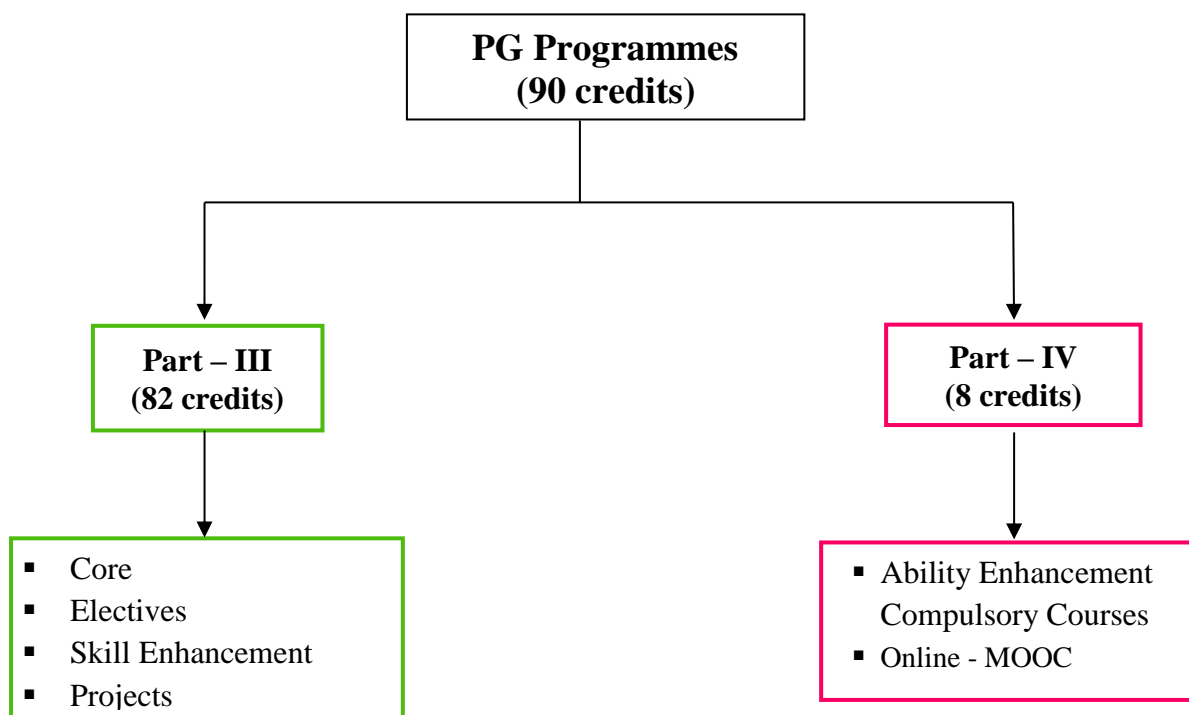 PG Programmes
(90 credits)
Part – III
(82 credits)
Part – IV
(8 credits)
▪ Core
▪ Electives
▪ Skill Enhancement
▪ Projects
▪ Ability Enhancement
Compulsory Courses
▪ Online - MOOC